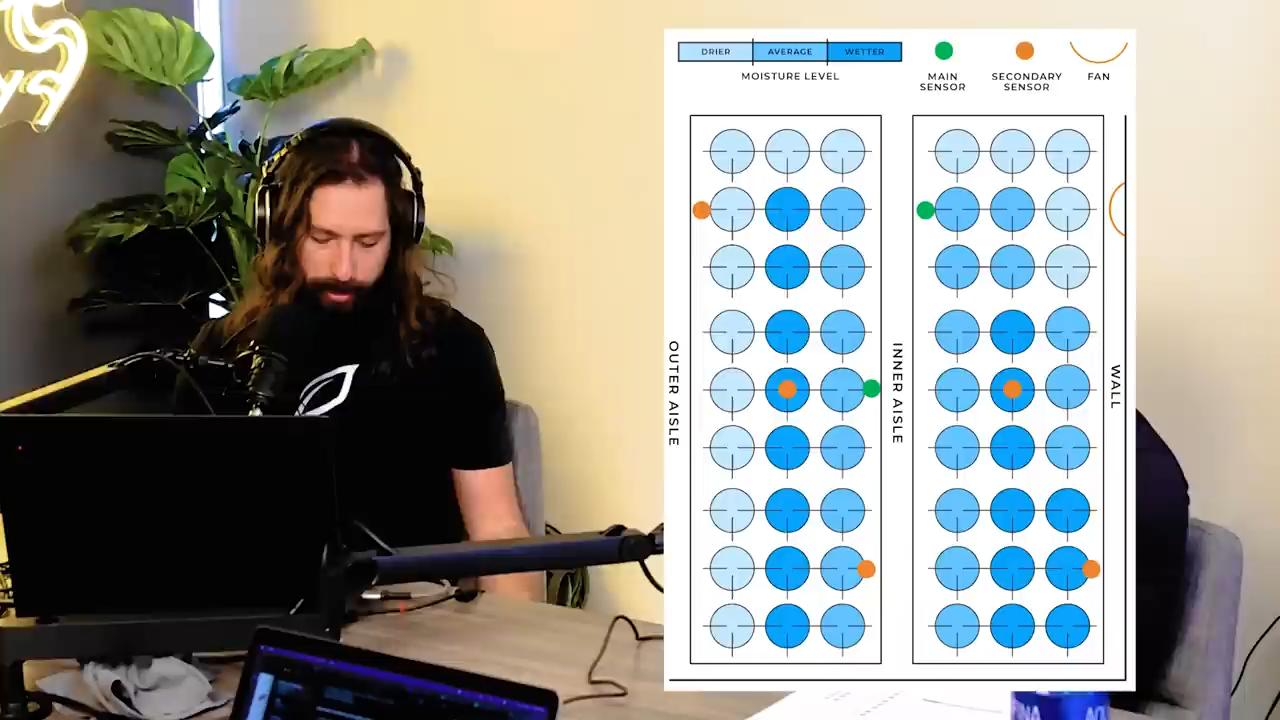 DRIER AVERAGE WETTER
MOISTURE LEVEL
MAIN
SENSOR
SECONDARY
SENSOR
FAN
OUTER AISLE
INNER AISLE
WALL